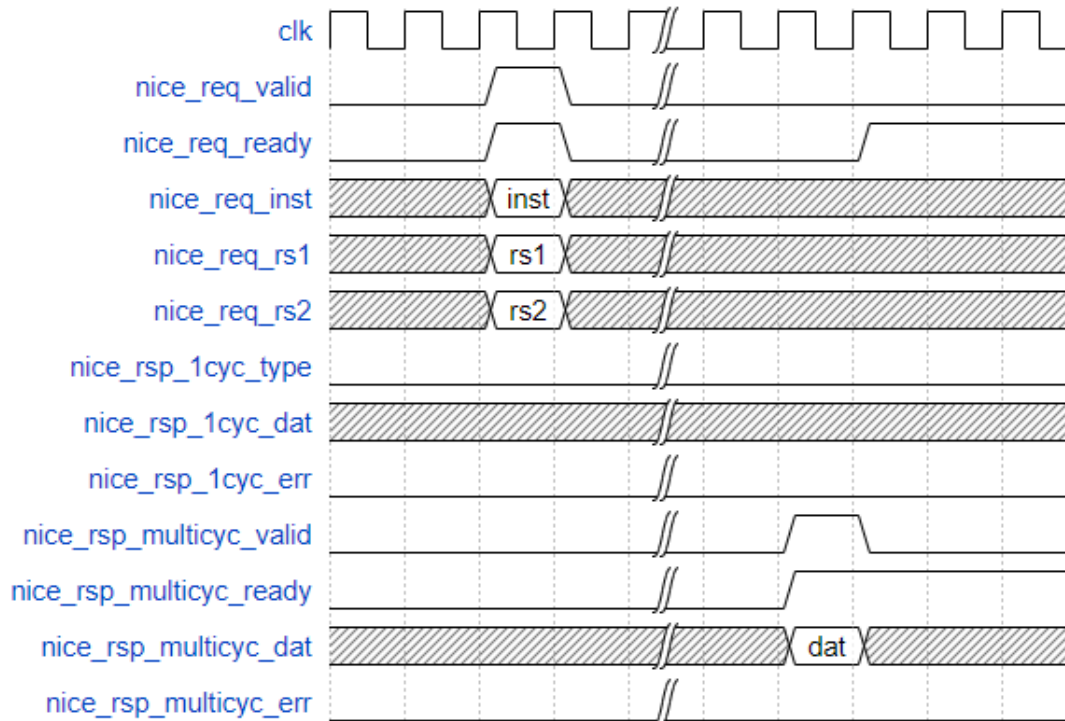 clk
nice_req_valid
nice_req_ready
nice_req_inst inst
nice_req_rs1 rs1
nice_req_rs2 rs2
nice_rsp_1cyc_type
nice_rsp_1cyc_dat
nice_rsp_1cyc_err
nice_rsp_multicyc_valid
nice_rsp_multicyc_ready
nice_rsp_multicyc_dat dat
nice_rsp_multicyc_err